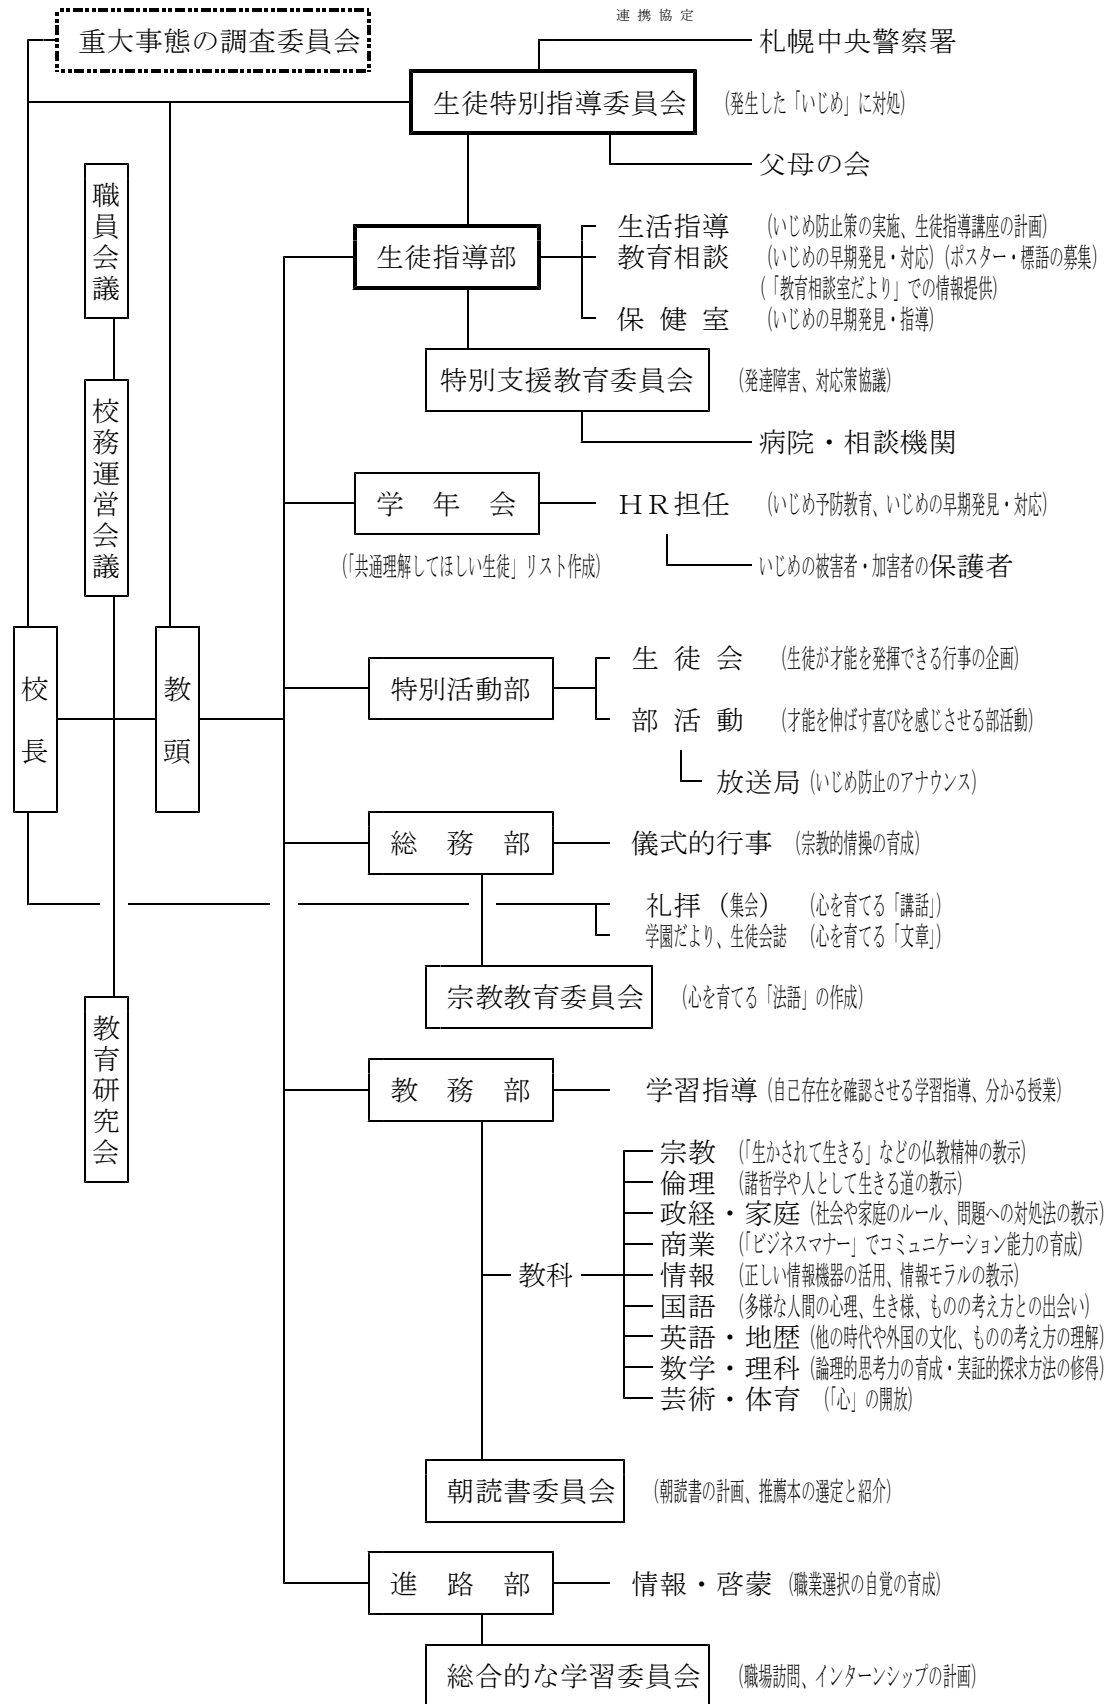 連携協定
重大事態の調査委員会
札幌中央警察署
生徒特別指導委員会 (発生した「いじめ」に対処)
父母の会
職員会議
生活指導 (いじめ防止策の実施、生徒指導講座の計画)
生徒指導部
教育相談 (いじめの早期発見・対応) (ポスター・標語の募集)
(「教育相談室だより」での情報提供)
保健室 (いじめの早期発見・指導)
特別支援教育委員会 (発達障害、対応策協議)
校務運営会議
病院・相談機関
学年会
HR担任 (いじめ予防教育、いじめの早期発見・対応)
(「共通理解してほしい生徒」リスト作成)
いじめの被害者・加害者の保護者
校長
教頭
生徒会 (生徒が才能を発揮できる行事の企画)
特別活動部
部活動 (才能を伸ばす喜びを感じさせる部活動)
放送局 (いじめ防止のアナウンス)
総務部
儀式的行事 (宗教的情操の育成)
礼拝(集会) (心を育てる「講話」)
学園だより、生徒会誌 (心を育てる「文章」)
宗教教育委員会 (心を育てる「法語」の作成)
教育研究会
教務部
学習指導 (自己存在を確認させる学習指導、分かる授業)
宗教 (「生かされて生きる」などの仏教精神の教示)
倫理 (諸哲学や人として生きる道の教示)
政経・家庭 (社会や家庭のルール、問題への対処法の教示)
商業 (「ビジネスマナー」でコミュニケーション能力の育成)
教科
情報 (正しい情報機器の活用、情報モラルの教示)
国語 (多様な人間の心理、生き様、ものの考え方との出会い)
英語・地歴 (他の時代や外国の文化、ものの考え方の理解)
数学・理科 (論理的思考力の育成・実証的探求方法の修得)
芸術・体育 (「心」の開放)
朝読書委員会 (朝読書の計画、推薦本の選定と紹介)
進路部
情報・啓蒙 (職業選択の自覚の育成)
総合的な学習委員会 (職場訪問、インターンシップの計画)